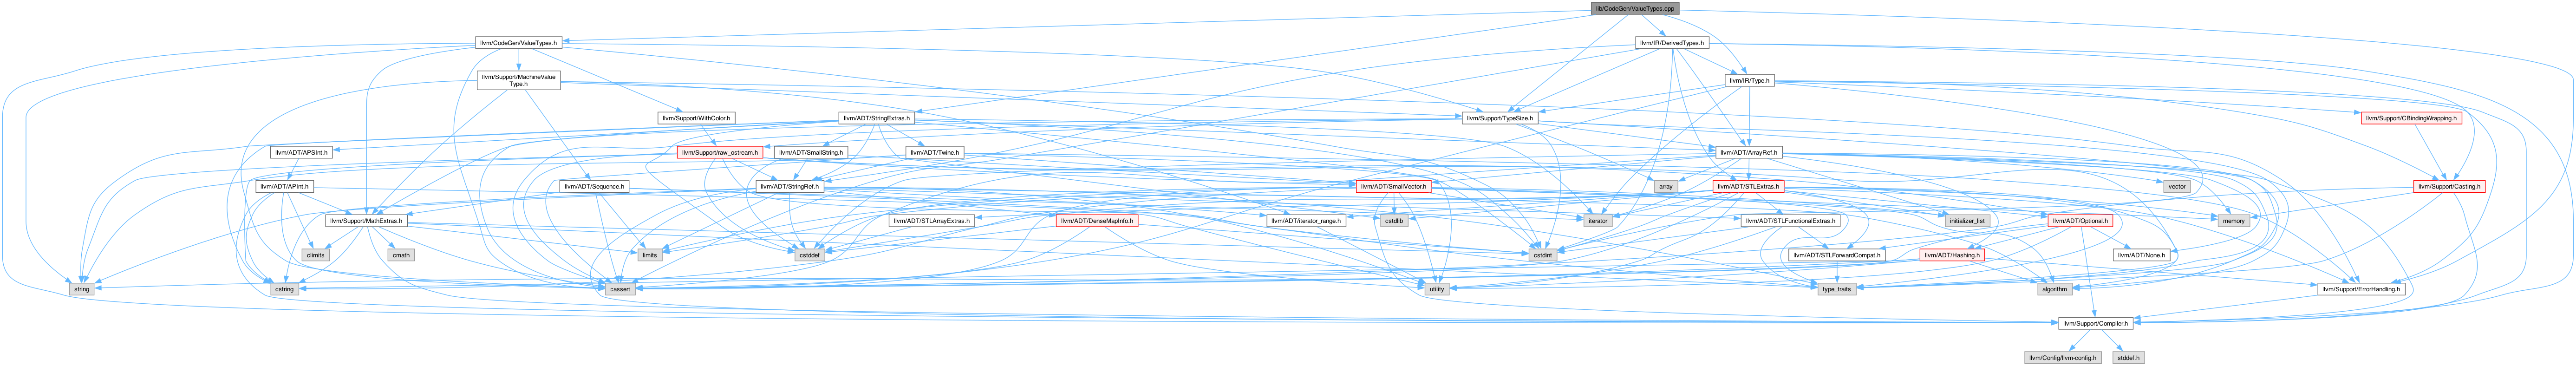 lib/CodeGen/ValueTypes.cpp
llvm/CodeGen/ValueTypes.h
llvm/IR/DerivedTypes.h
llvm/Support/MachineValue
Type.h
llvm/IR/Type.h
llvm/Support/WithColor.h
llvm/ADT/StringExtras.h
llvm/Support/TypeSize.h
llvm/Support/CBindingWrapping.h
llvm/ADT/APSInt.h
llvm/Support/raw_ostream.h
llvm/ADT/SmallString.h
llvm/ADT/Twine.h
llvm/ADT/ArrayRef.h
llvm/ADT/APInt.h
llvm/ADT/Sequence.h
llvm/ADT/StringRef.h
llvm/ADT/SmallVector.h
array
llvm/ADT/STLExtras.h
vector
llvm/Support/Casting.h
llvm/Support/MathExtras.h
llvm/ADT/STLArrayExtras.h
llvm/ADT/DenseMapInfo.h
llvm/ADT/iterator_range.h
cstdlib
iterator
llvm/ADT/STLFunctionalExtras.h
initializer_list
llvm/ADT/Optional.h
memory
climits
cmath
limits
cstddef
cstdint
llvm/ADT/STLForwardCompat.h
llvm/ADT/Hashing.h
llvm/ADT/None.h
string
cstring
cassert
utility
type_traits
algorithm
llvm/Support/ErrorHandling.h
llvm/Support/Compiler.h
llvm/Config/llvm-config.h
stddef.h